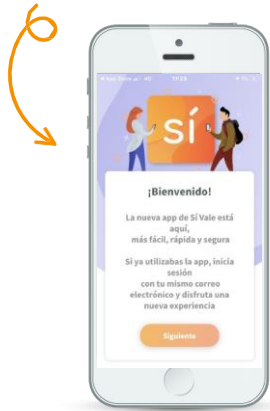 sí
¡Bienvenido!
La nueva app de Sí Vale está
aquí,
más fácil, rápida y segura
Si ya utilizabas la app, inicia
sesión
con tu mismo correo
electrónico y disfruta una
nueva experiencia
Siguiente